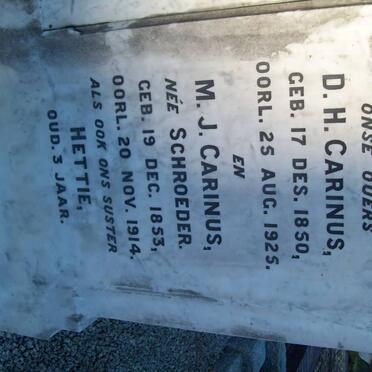 ONSE OUERS
D. H. CARINUS,
GEB. 17 DES. 1850,
OORL. 25 AUG. 1925.
EN
M. J. CARINUS,
NÉE SCHROEDER.
GEB. 19 DEC. 1853,
OORL. 20 NOV. 1914.
ALS OOK ONS SUSTER
HETTIE,
OUD. 3 JAAR.